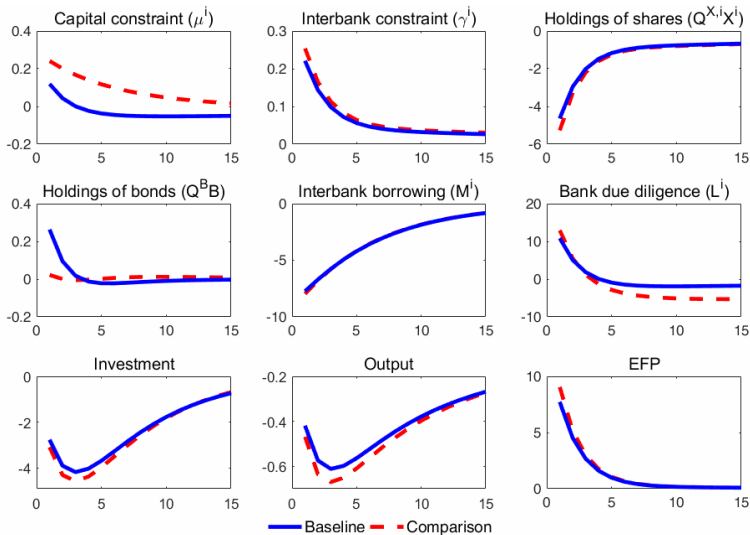 Capital constraint (μ^i) Interbank constraint (γ^i) Holdings of shares (Q^{X,i}X^i)
0.4 0.3 0
0.2 0.2 -2
0 0.1 -4
-0.2 0 -6
0 5 10 15 0 5 10 15 0 5 10 15
Holdings of bonds (Q^B B) Interbank borrowing (M^i) Bank due diligence (L^i)
0.4 0 20
0.2 -5 10
0 0
-0.2 -10 -10
0 5 10 15 0 5 10 15 0 5 10 15
Investment Output EFP
0 -0.2 10
-2 -0.4 5
-4 -0.6 0
0 5 10 15 0 5 10 15 0 5 10 15
Baseline Comparison